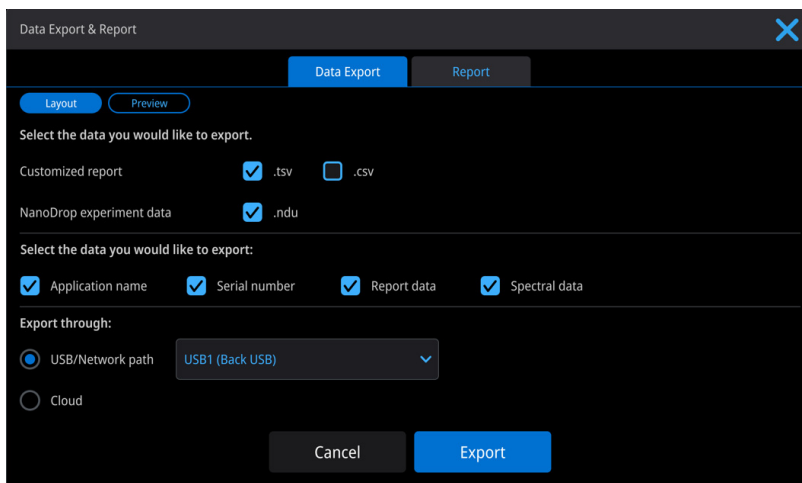 Data Export & Report
Data Export Report
Layout Preview
Select the data you would like to export.
Customized report .tsv .csv
NanoDrop experiment data .ndu
Select the data you would like to export:
Application name Serial number Report data Spectral data
Export through:
USB/Network path USB1 (Back USB)
Cloud
Cancel Export